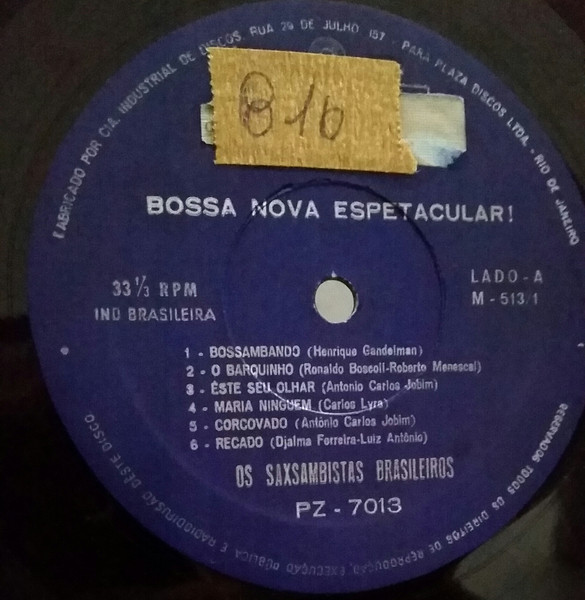 FABRICADO POR CIA. INDUSTRIAL DE DISCOS, RUA 29 DE JULHO, 157 - PARA PLAZA DISCOS LTDA. - RIO DE JANEIRO
BOSSA NOVA ESPETACULAR!
33 1/3 RPM
IND BRASILEIRA
LADO - A
M - 513/1
1 - BOSSAMBANDO (Henrique Gandelman)
2 - O BARQUINHO (Ronaldo Boscoli-Roberto Menescal)
3 - ÊSTE SEU OLHAR (Antonio Carlos Jobim)
4 - MARIA NINGUEM (Carlos Lyra)
5 - CORCOVADO (Antônio Carlos Jobim)
6 - RECADO (Djalma Ferreira-Luiz Antônio)
OS SAXSAMBISTAS BRASILEIROS
PZ - 7013
RESERVADOS TODOS OS DIREITOS DE REPRODUÇÃO, EXECUÇÃO PÚBLICA E RADIODIFUSÃO DÊSTE DISCO